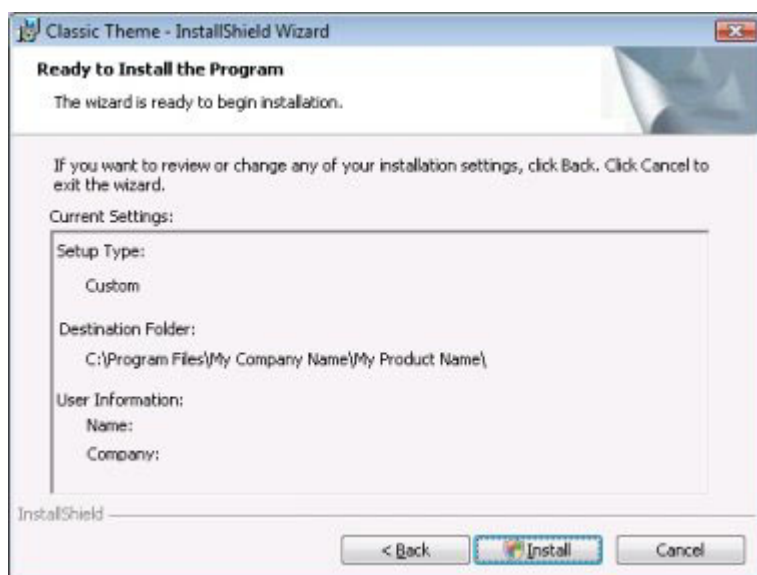 Classic Theme - InstallShield Wizard
Ready to Install the Program
The wizard is ready to begin installation.
If you want to review or change any of your installation settings, click Back. Click Cancel to
exit the wizard.
Current Settings:
Setup Type:
Custom
Destination Folder:
C:\Program Files\My Company Name\My Product Name\
User Information:
Name:
Company:
InstallShield
< Back
Install
Cancel